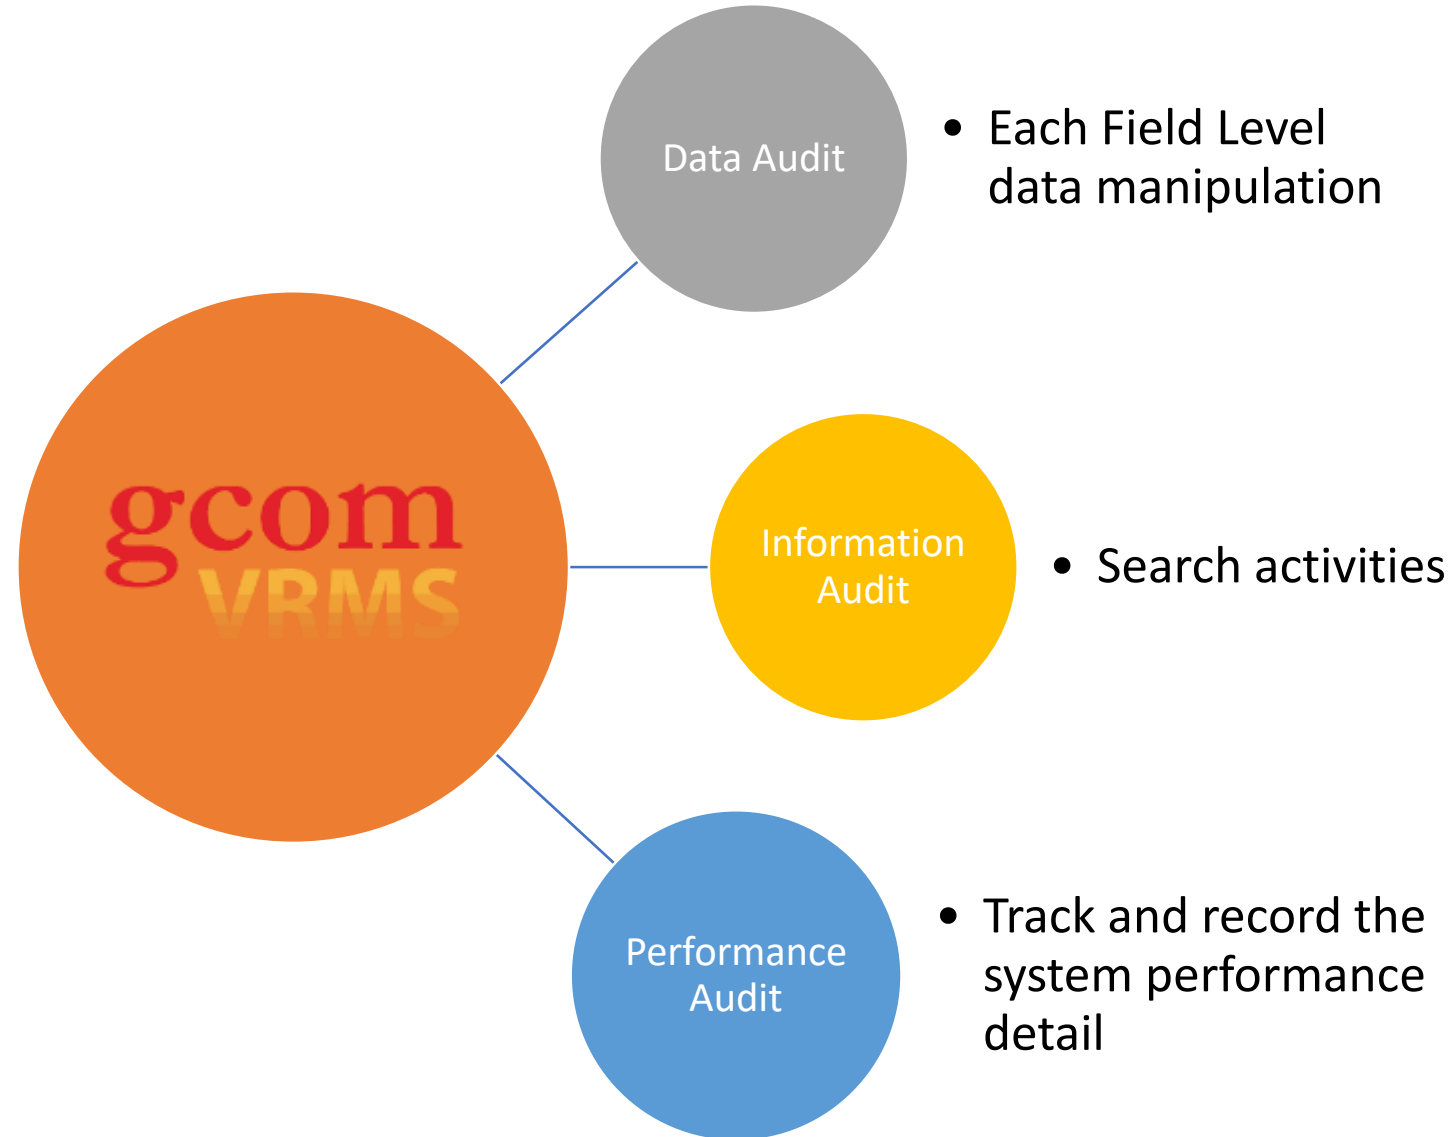 gcom
VRMS
Data Audit
• Each Field Level
data manipulation
Information
Audit
• Search activities
Performance
Audit
• Track and record the
system performance
detail